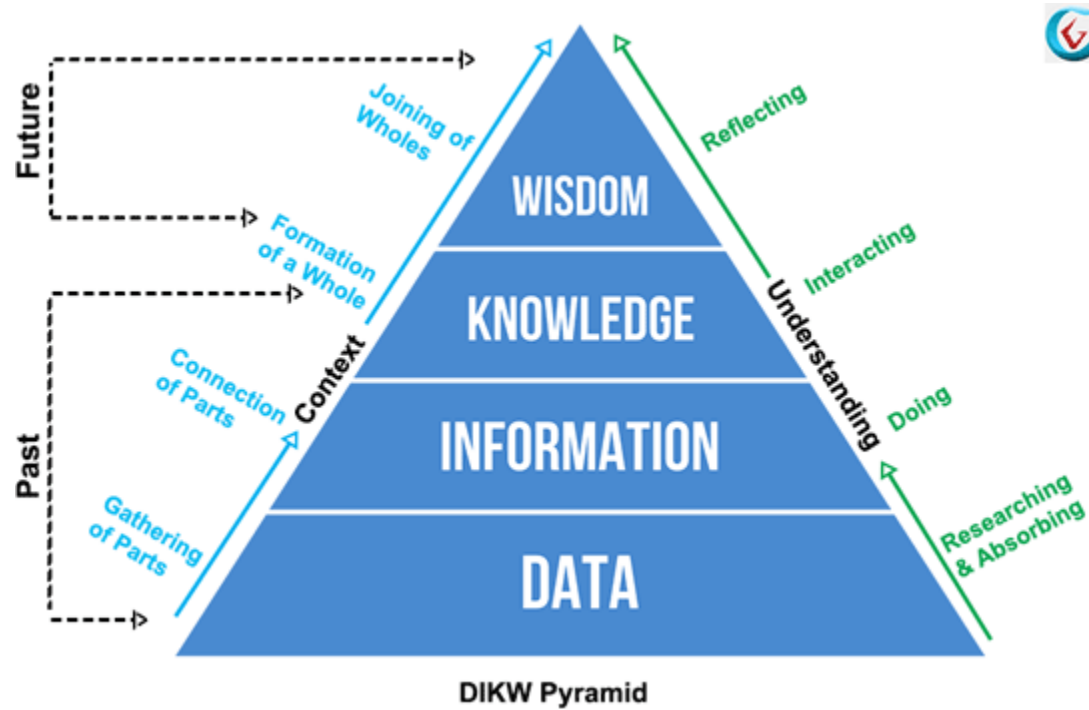 Future
Joining of
Wholes
Reflecting
WISDOM
Formation
of a Whole
Interacting
KNOWLEDGE
Understanding
Context
Connection
of Parts
Doing
Past
INFORMATION
Gathering
of Parts
Researching
& Absorbing
DATA
DIKW Pyramid